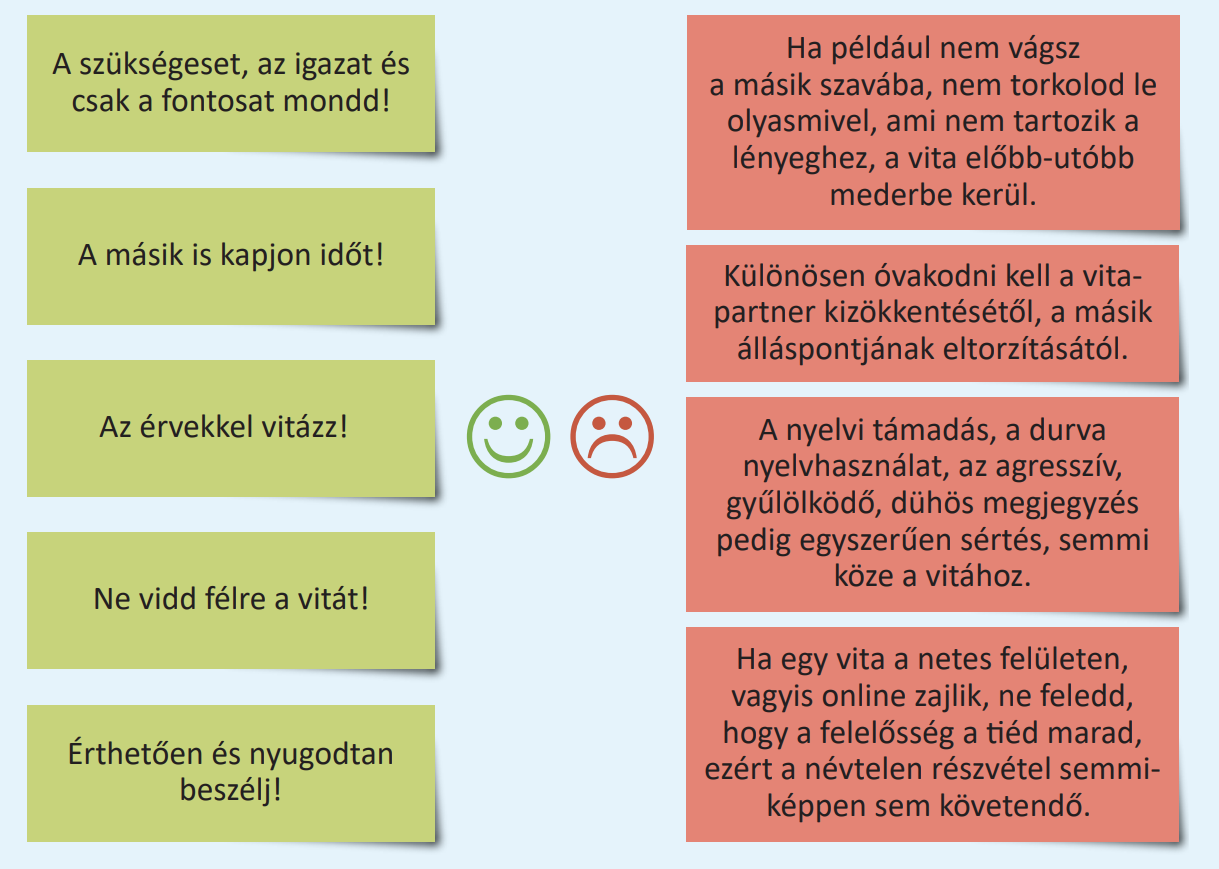 A szükségeset, az igazat és
csak a fontosat mondd!
A másik is kapjon időt!
Az érvekkel vitázz!
Ne vidd félre a vitát!
Érthetően és nyugodtan
beszélj!
Ha például nem vágsz
a másik szavába, nem torkolod le
olyasmivel, ami nem tartozik a
lényeghez, a vita előbb-utóbb
mederbe kerül.
Különösen óvakodni kell a vita-
partner kizökkentésétől, a másik
álláspontjának eltorzításától.
A nyelvi támadás, a durva
nyelvhasználat, az agresszív,
gyűlölködő, dühös megjegyzés
pedig egyszerűen sértés, semmi
köze a vitához.
Ha egy vita a netes felületen,
vagyis online zajlik, ne feledd,
hogy a felelősség a tiéd marad,
ezért a névtelen részvétel semmi-
képpen sem követendő.